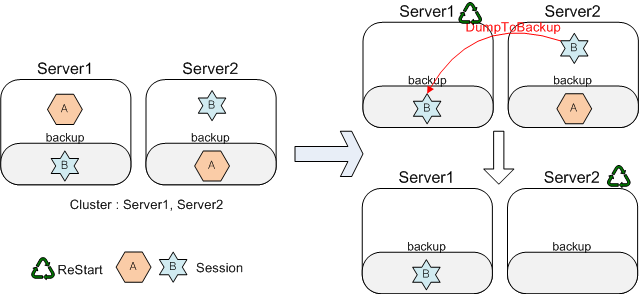 Server1
Server2
A
B
backup
backup
B
A
Cluster : Server1, Server2
ReStart
A
B
Session
Server1
Server2
DumpToBackup
B
backup
backup
B
A
Server1
Server2
backup
backup
B